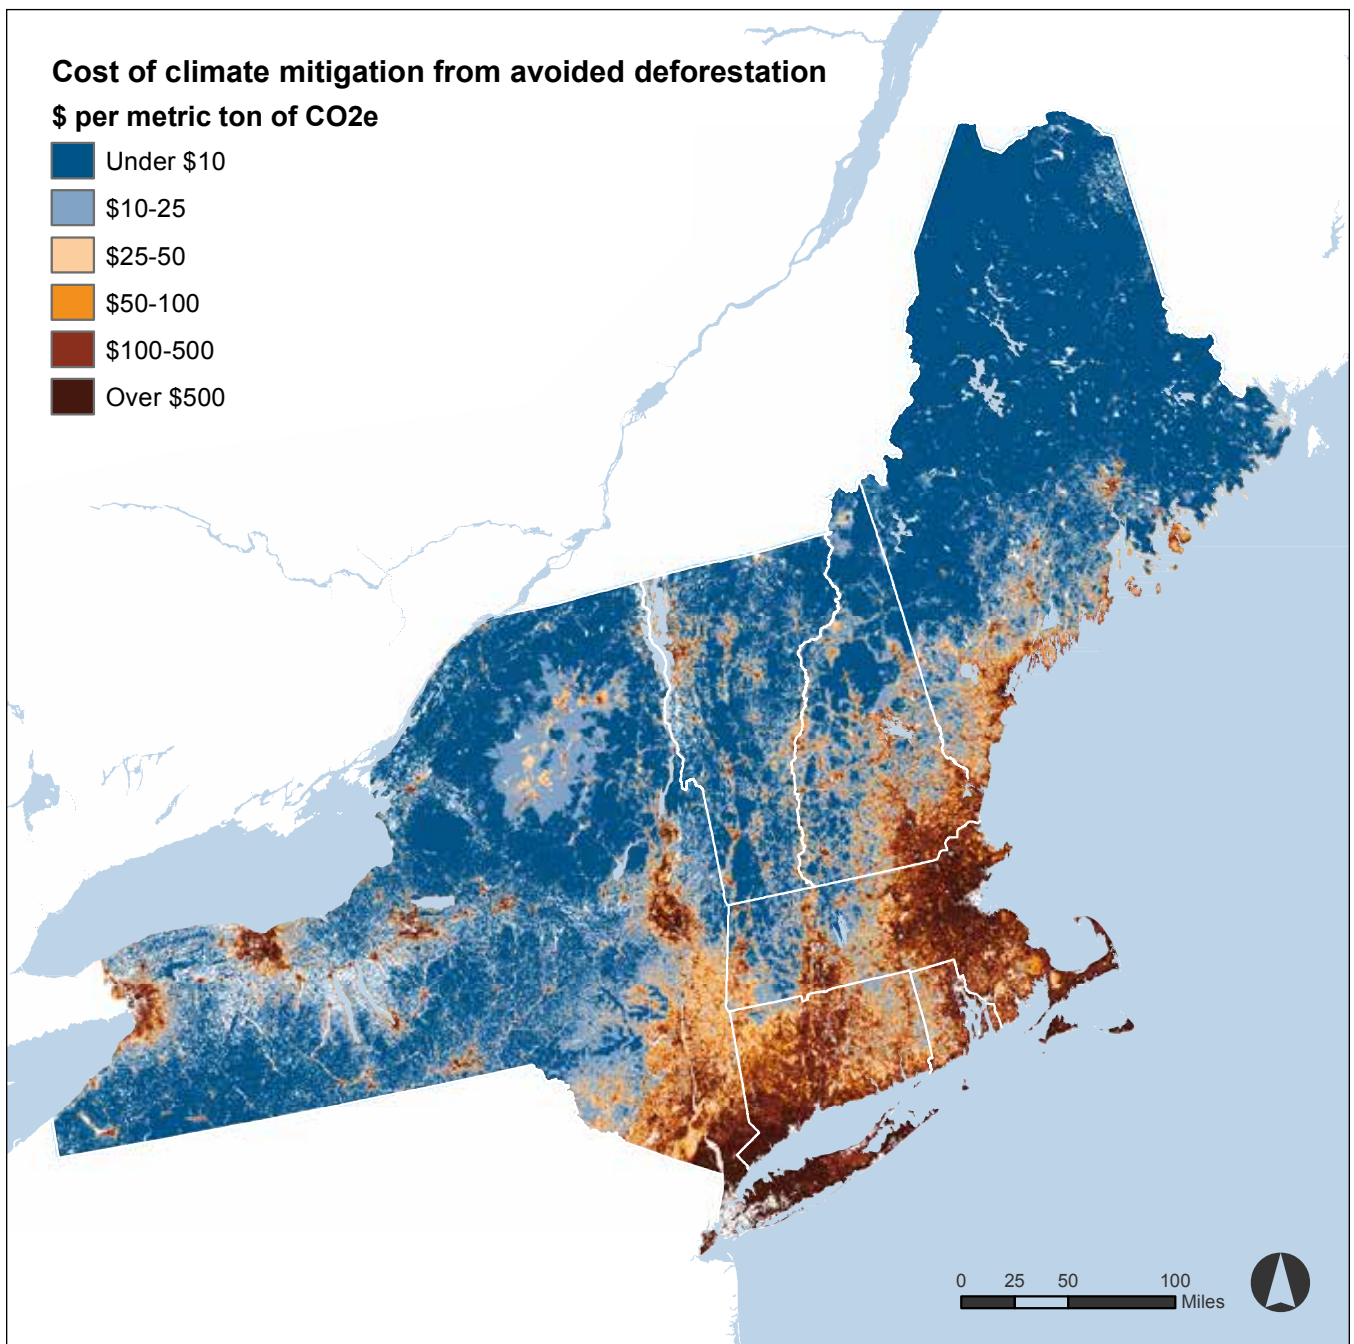 Cost of climate mitigation from avoided deforestation
$ per metric ton of CO2e
Under $10
$10-25
$25-50
$50-100
$100-500
Over $500
0 25 50 100
Miles